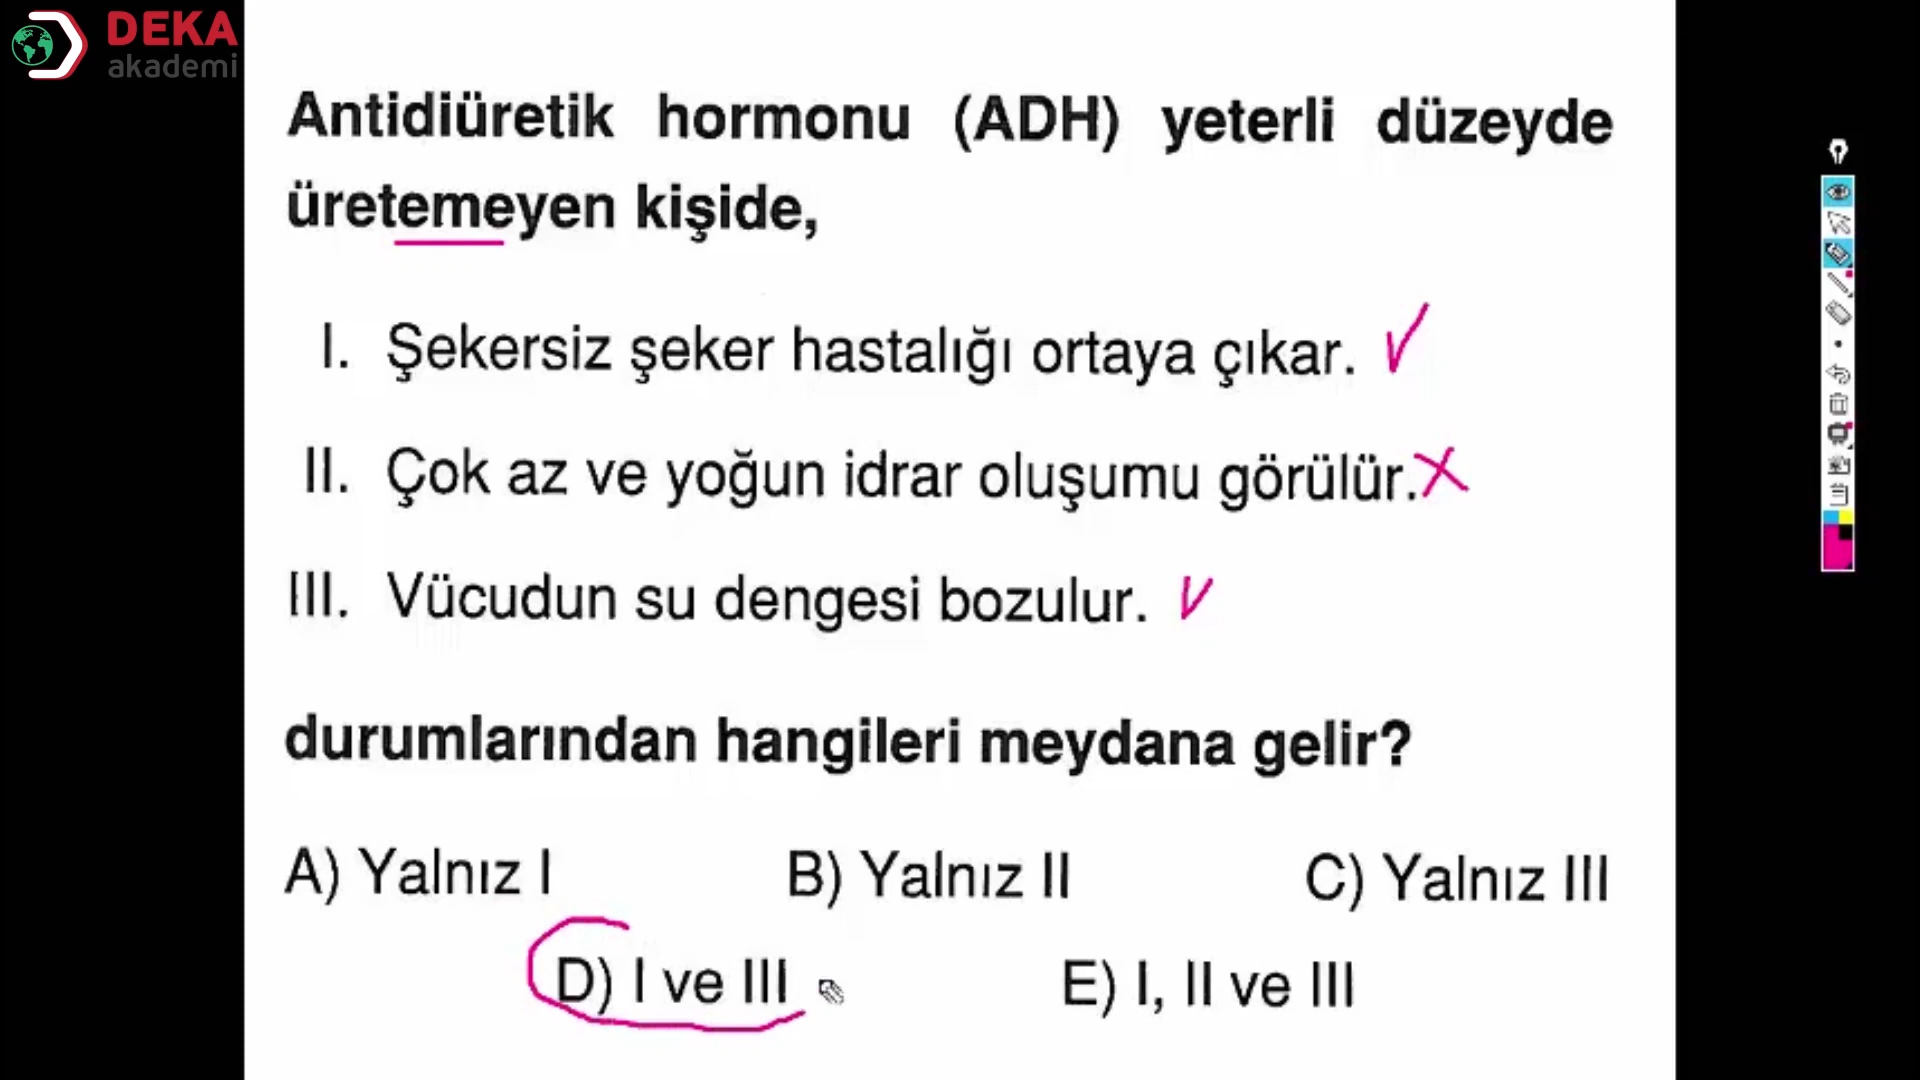 DEKA
akademi
Antidiüretik hormonu (ADH) yeterli düzeyde
üretemeyen kişide,
I. Şekersiz şeker hastalığı ortaya çıkar.
II. Çok az ve yoğun idrar oluşumu görülür.
III. Vücudun su dengesi bozulur.
durumlarından hangileri meydana gelir?
A) Yalnız I B) Yalnız II C) Yalnız III
D) I ve III E) I, II ve III